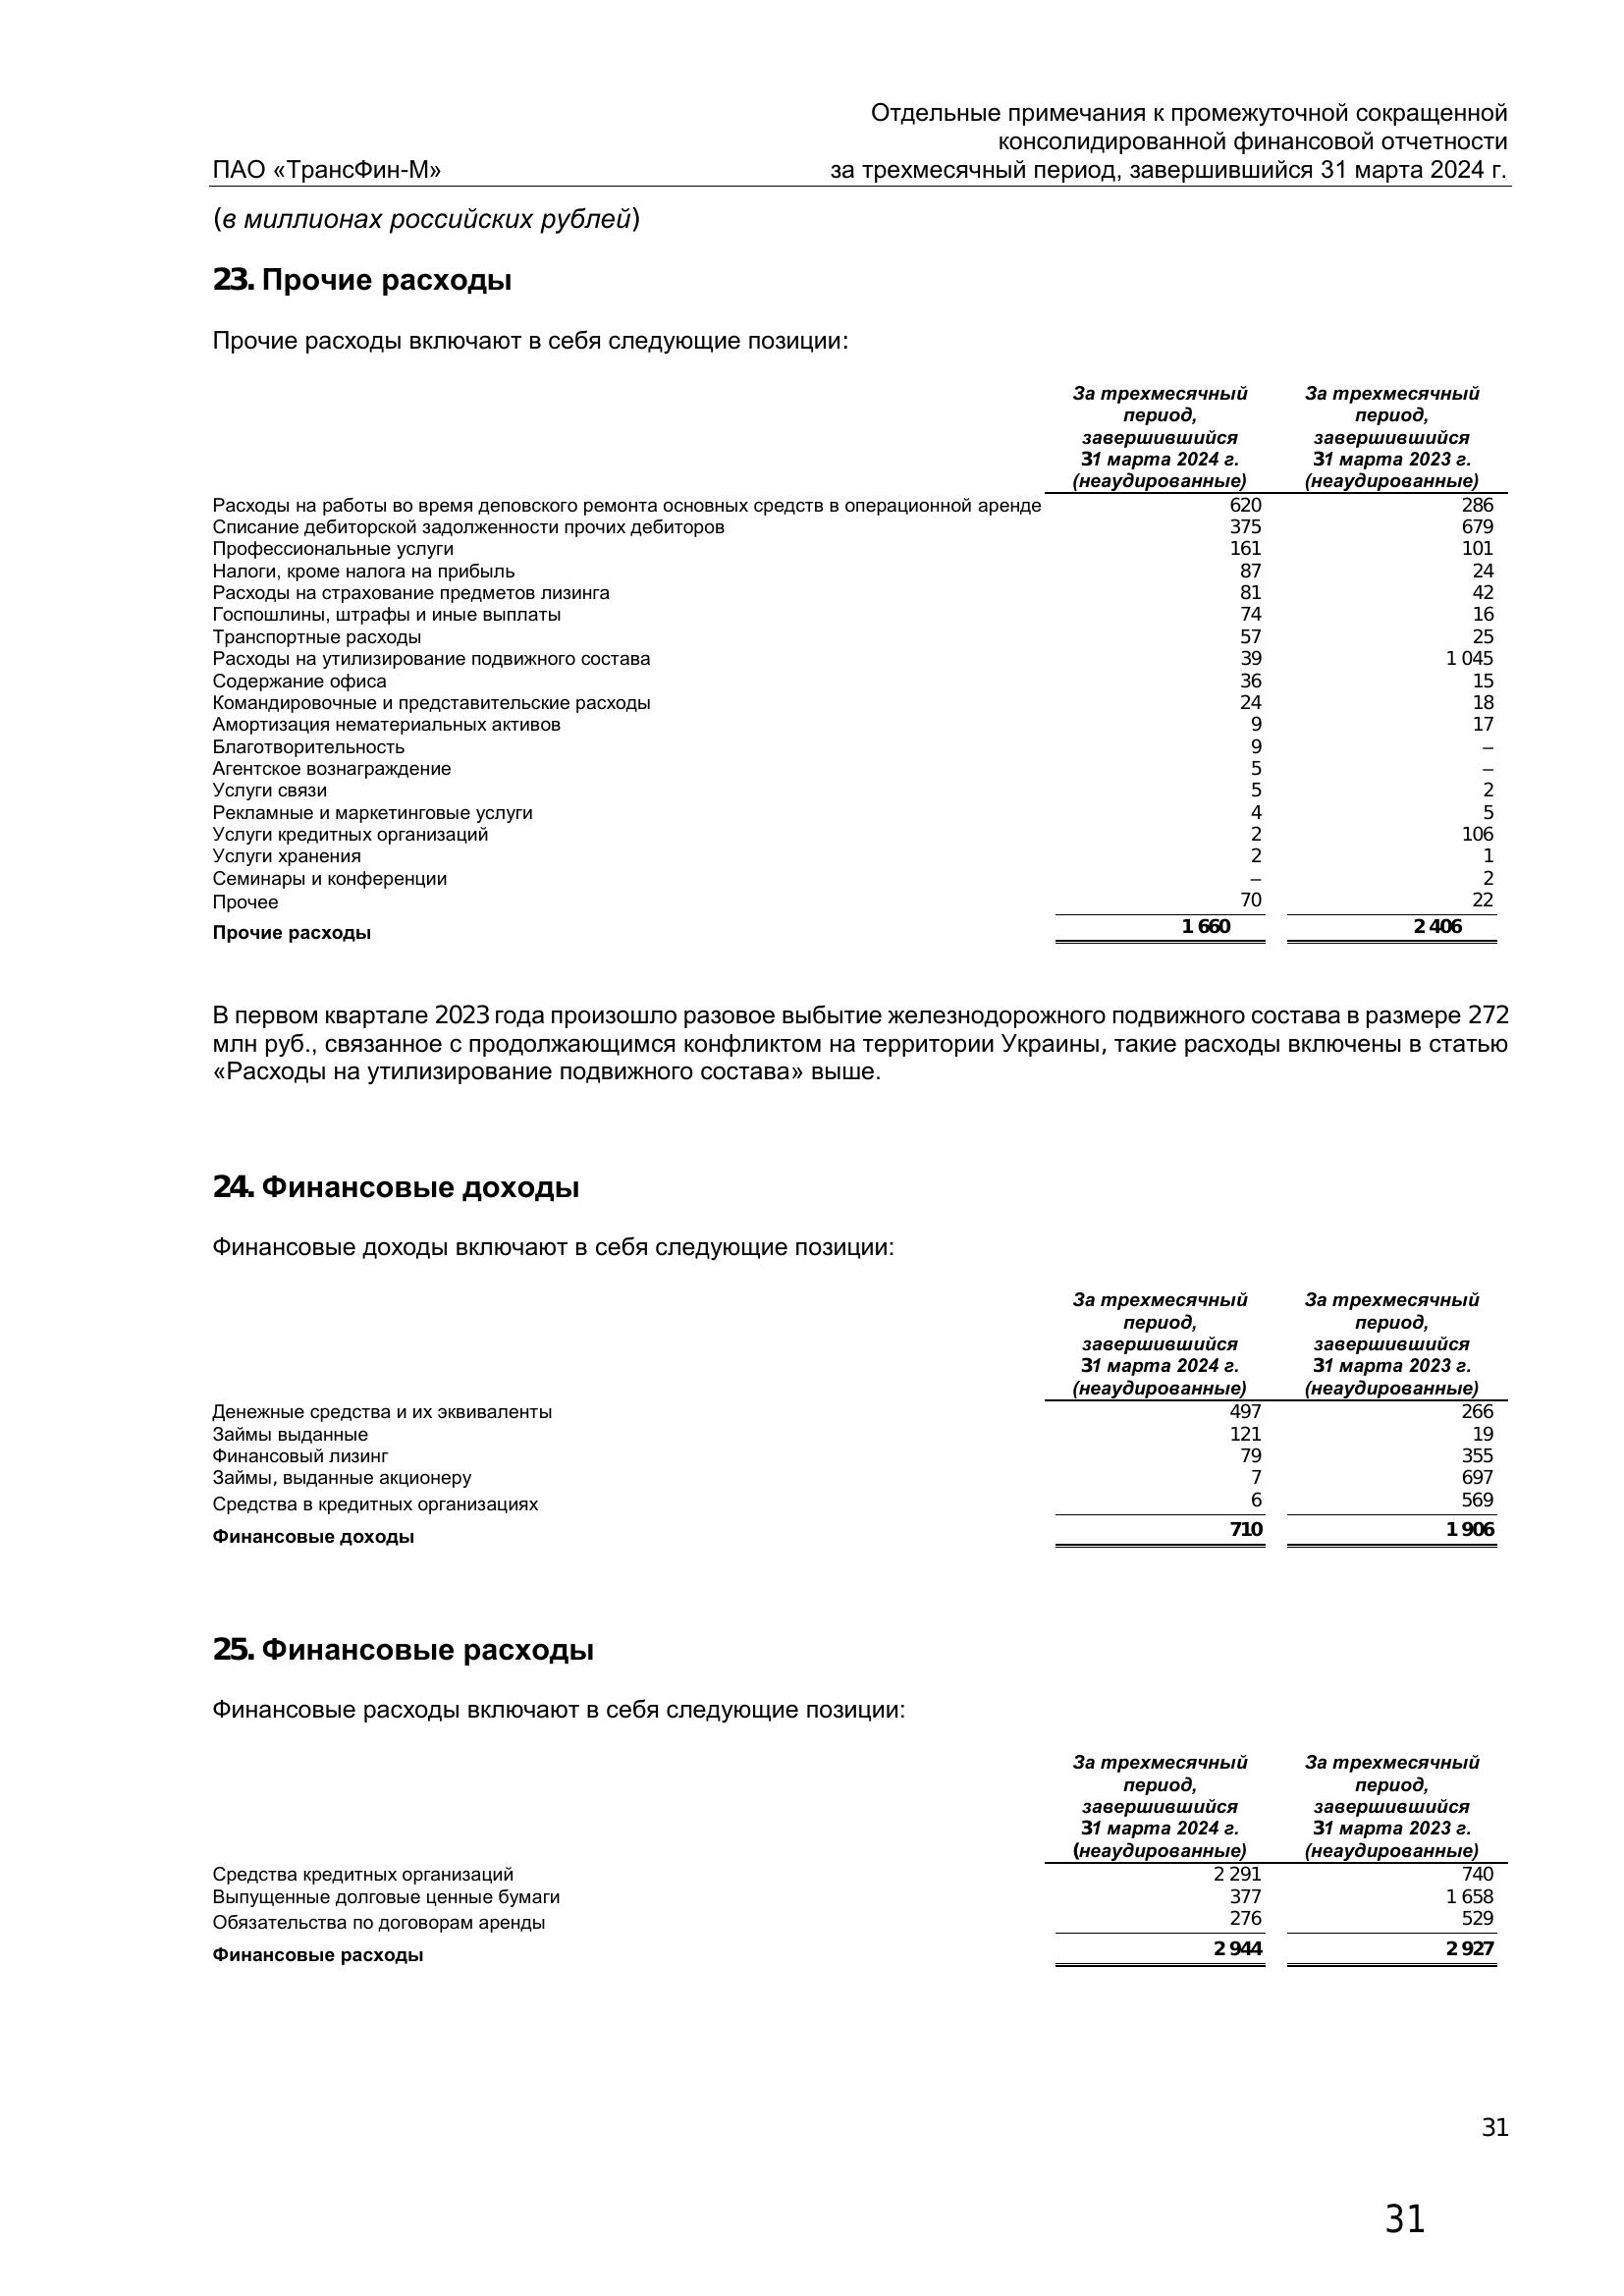 Отдельные примечания к промежуточной сокращенной
консолидированной финансовой отчетности
ПАО «ТрансФин-М» за трехмесячный период, завершившийся 31 марта 2024 г.
(в миллионах российских рублей)
23. Прочие расходы
Прочие расходы включают в себя следующие позиции:
За трехмесячный За трехмесячный
период, период,
завершившийся завершившийся
31 марта 2024 г. 31 марта 2023 г.
(неаудированные) (неаудированные)
Расходы на работы во время деповского ремонта основных средств в операционной аренде 620 286
Списание дебиторской задолженности прочих дебиторов 375 679
Профессиональные услуги 161 101
Налоги, кроме налога на прибыль 87 24
Расходы на страхование предметов лизинга 81 42
Госпошлины, штрафы и иные выплаты 74 16
Транспортные расходы 57 25
Расходы на утилизирование подвижного состава 39 1 045
Содержание офиса 36 15
Командировочные и представительские расходы 24 18
Амортизация нематериальных активов 9 17
Благотворительность 9 –
Агентское вознаграждение 5 –
Услуги связи 5 2
Рекламные и маркетинговые услуги 4 5
Услуги кредитных организаций 2 106
Услуги хранения 2 1
Семинары и конференции – 2
Прочее 70 22
Прочие расходы 1 660 2 406
В первом квартале 2023 года произошло разовое выбытие железнодорожного подвижного состава в размере 272
млн руб., связанное с продолжающимся конфликтом на территории Украины, такие расходы включены в статью
«Расходы на утилизирование подвижного состава» выше.
24. Финансовые доходы
Финансовые доходы включают в себя следующие позиции:
За трехмесячный За трехмесячный
период, период,
завершившийся завершившийся
31 марта 2024 г. 31 марта 2023 г.
(неаудированные) (неаудированные)
Денежные средства и их эквиваленты 497 266
Займы выданные 121 19
Финансовый лизинг 79 355
Займы, выданные акционеру 7 697
Средства в кредитных организациях 6 569
Финансовые доходы 710 1 906
25. Финансовые расходы
Финансовые расходы включают в себя следующие позиции:
За трехмесячный За трехмесячный
период, период,
завершившийся завершившийся
31 марта 2024 г. 31 марта 2023 г.
(неаудированные) (неаудированные)
Средства кредитных организаций 2 291 740
Выпущенные долговые ценные бумаги 377 1 658
Обязательства по договорам аренды 276 529
Финансовые расходы 2 944 2 927
31
31